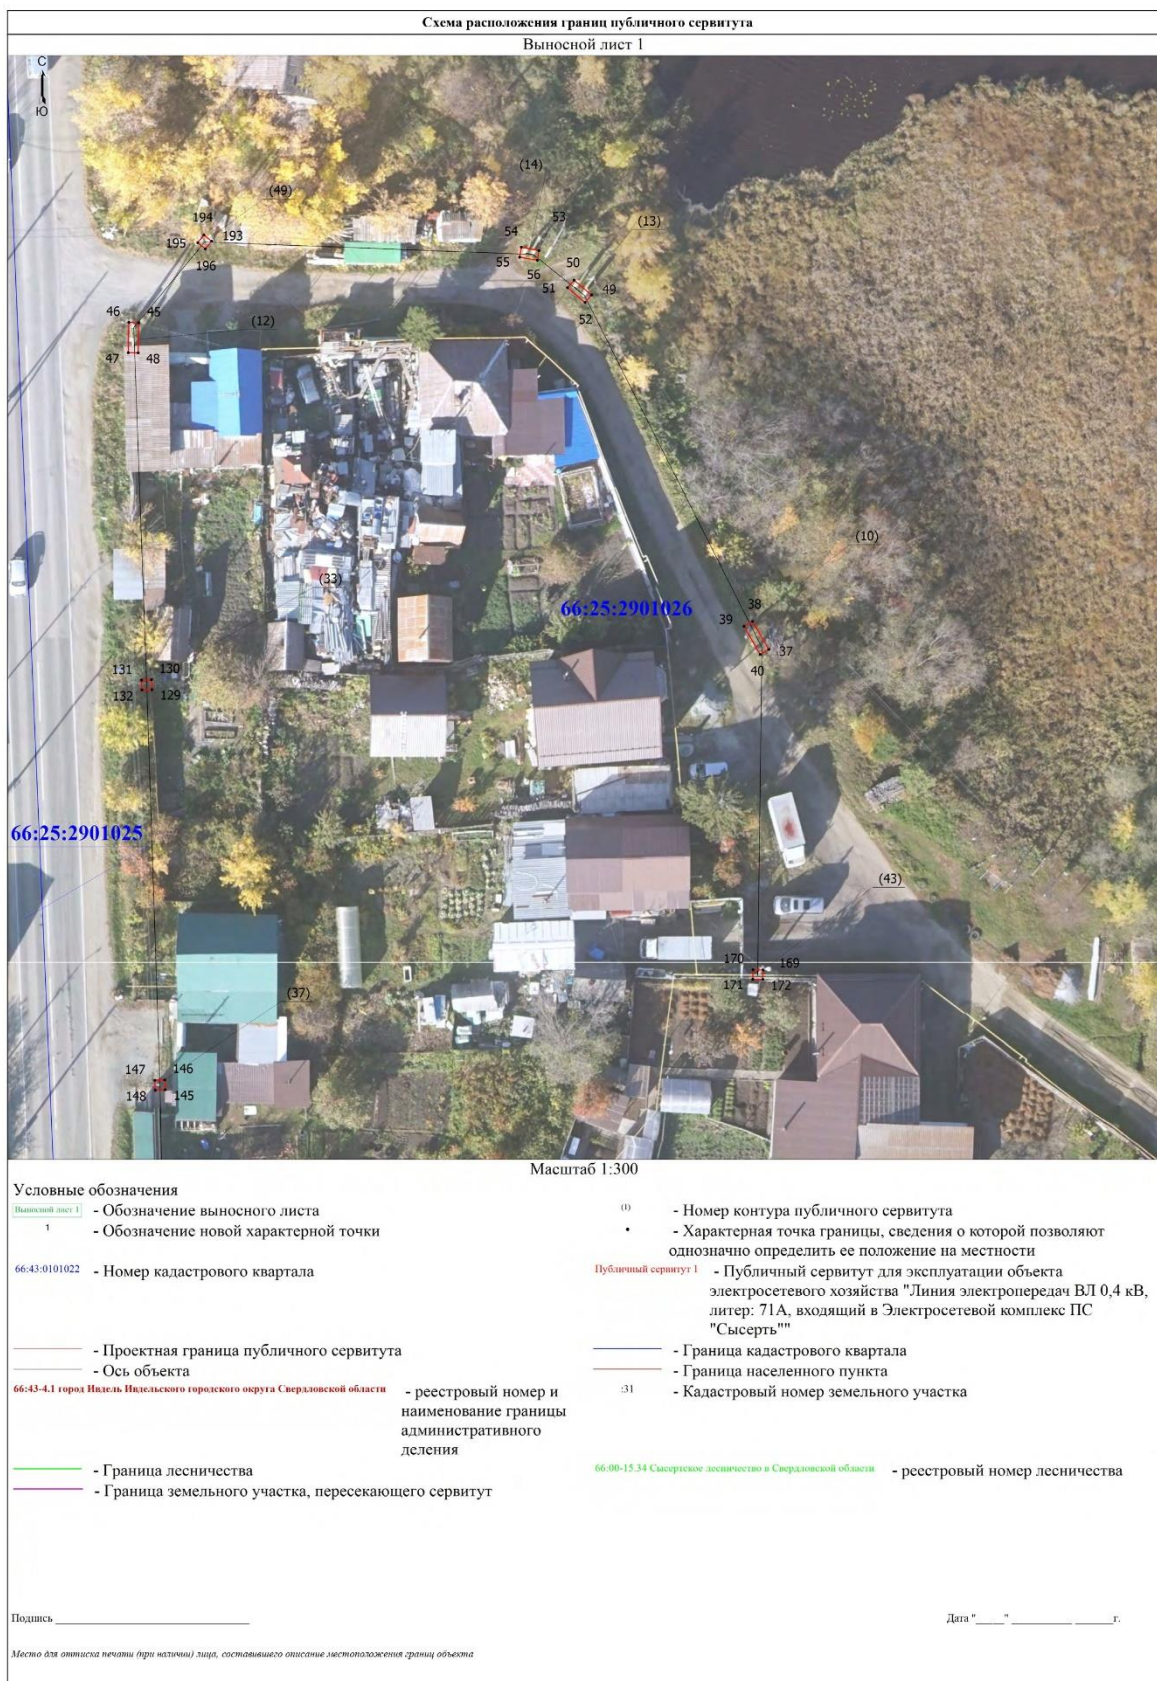 Схема расположения границ публичного сервитута
Выносной лист 1
С
Ю
(14)
(49)
(13)
194
53
54
193
195
196
55
56
50
51
49
52
46
45
(12)
47
48
(10)
(33)
66:25:2901026
38
39
37
40
131
130
132
129
66:25:2901025
(43)
170
169
171
172
(37)
147
146
148
145
Масштаб 1:300
Условные обозначения
Выносной лист 1 - Обозначение выносного листа
(1) - Номер контура публичного сервитута
1 - Обозначение новой характерной точки
- Характерная точка границы, сведения о которой позволяют
однозначно определить ее положение на местности
66:43:0101022 - Номер кадастрового квартала
Публичный сервитут 1 - Публичный сервитут для эксплуатации объекта
электросетевого хозяйства "Линия электропередач ВЛ 0,4 кВ,
литер: 71А, входящий в Электросетевой комплекс ПС
"Сысерть""
- Проектная граница публичного сервитута
- Граница кадастрового квартала
- Ось объекта
- Граница населенного пункта
66:43-4.1 город Ивдель Ивдельского городского округа Свердловской области - реестровый номер и
наименование границы
административного
деления
:31 - Кадастровый номер земельного участка
- Граница лесничества
66:00-15.34 Сысертское лесничество в Свердловской области - реестровый номер лесничества
- Граница земельного участка, пересекающего сервитут
Подпись ____________________
Дата "_____" ___________ _______г.
Место для оттиска печати (при наличии) лица, составившего описание местоположения границ объекта